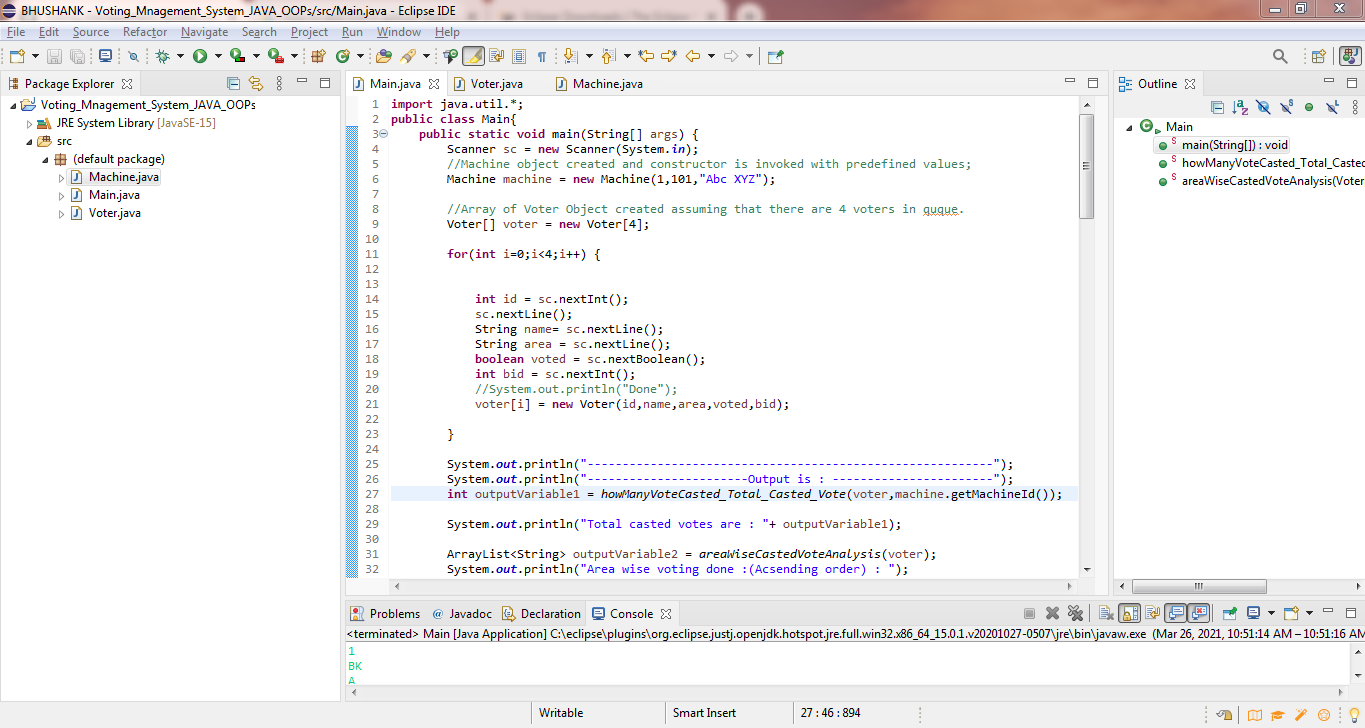 BHUSHANK - Voting_Mnagement_System_JAVA_OOPs/src/Main.java - Eclipse IDE
File Edit Source Refactor Navigate Search Project Run Window Help
Package Explorer
Voting_Mnagement_System_JAVA_OOPs
JRE System Library [JavaSE-15]
src
(default package)
Machine.java
Main.java
Voter.java
Main.java Voter.java Machine.java
1 import java.util.*;
2 public class Main{
3 public static void main(String[] args) {
4 Scanner sc = new Scanner(System.in);
5 //Machine object created and constructor is invoked with predefined values;
6 Machine machine = new Machine(1,101,"Abc XYZ");
7
8 //Array of Voter Object created assuming that there are 4 voters in quque.
9 Voter[] voter = new Voter[4];
10
11 for(int i=0;i<4;i++) {
12
13
14 int id = sc.nextInt();
15 sc.nextLine();
16 String name= sc.nextLine();
17 String area = sc.nextLine();
18 boolean voted = sc.nextBoolean();
19 int bid = sc.nextInt();
20 //System.out.println("Done");
21 voter[i] = new Voter(id,name,area,voted,bid);
22
23 }
24
25 System.out.println("----------------------------------------------------------");
26 System.out.println("-----------------------Output is : -----------------------");
27 int outputVariable1 = howManyVoteCasted_Total_Casted_Vote(voter,machine.getMachineId());
28
29 System.out.println("Total casted votes are : "+ outputVariable1);
30
31 ArrayList<String> outputVariable2 = areaWiseCastedVoteAnalysis(voter);
32 System.out.println("Area wise voting done :(Acsending order) : ");
Outline
Main
main(String[]) : void
howManyVoteCasted_Total_Casted
areaWiseCastedVoteAnalysis(Voter
Problems @ Javadoc Declaration Console
<terminated> Main [Java Application] C:\eclipse\plugins\org.eclipse.justj.openjdk.hotspot.jre.full.win32.x86_64_15.0.1.v20201027-0507\jre\bin\javaw.exe (Mar 26, 2021, 10:51:14 AM – 10:51:16 AM
1
BK
A
Writable Smart Insert 27 : 46 : 894